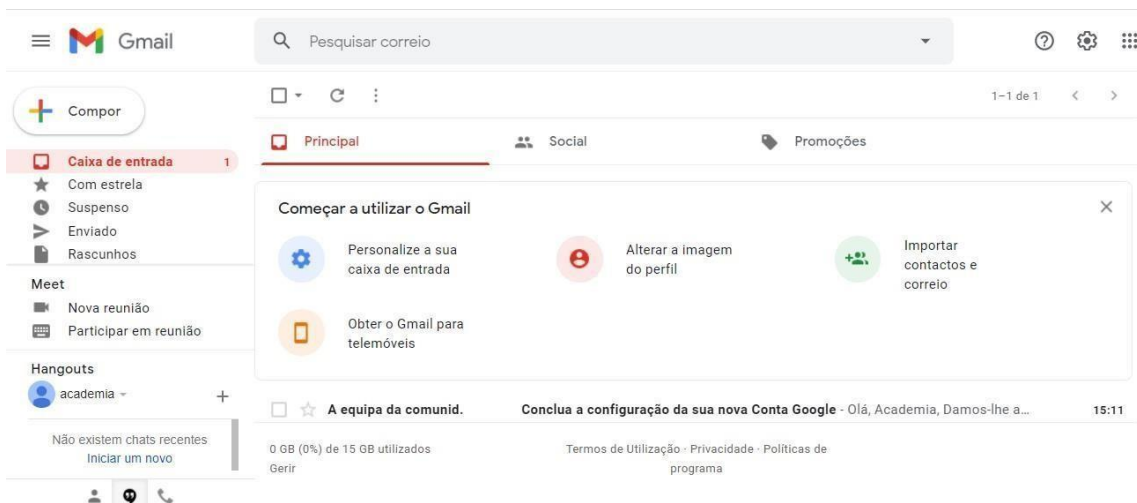 Gmail
Pesquisar correio
Compor
1–1 de 1
Principal
Social
Promoções
Caixa de entrada 1
Com estrela
Suspenso
Enviado
Rascunhos
Meet
Nova reunião
Participar em reunião
Hangouts
academia
Não existem chats recentes
Iniciar um novo
Começar a utilizar o Gmail
Personalize a sua
caixa de entrada
Alterar a imagem
do perfil
Importar
contactos e
correio
Obter o Gmail para
telemóveis
A equipa da comunid. Conclua a configuração da sua nova Conta Google - Olá, Academia, Damos-lhe a... 15:11
0 GB (0%) de 15 GB utilizados
Gerir
Termos de Utilização · Privacidade · Políticas de
programa